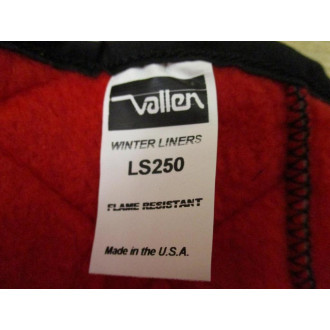 Vallen
WINTER LINERS
LS250
FLAME RESISTANT
Made in the U.S.A.